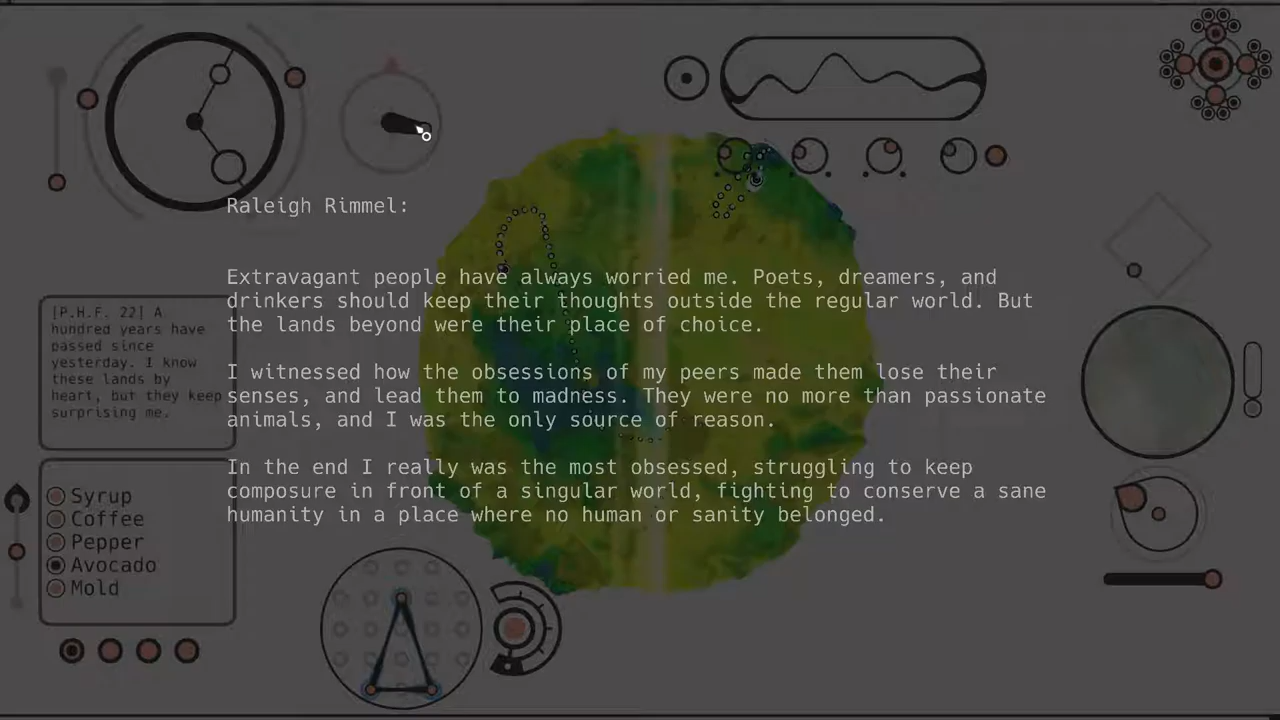 Raleigh Rimmel:
Extravagant people have always worried me. Poets, dreamers, and
drinkers should keep their thoughts outside the regular world. But
the lands beyond were their place of choice.
I witnessed how the obsessions of my peers made them lose their
senses, and lead them to madness. They were no more than passionate
animals, and I was the only source of reason.
In the end I really was the most obsessed, struggling to keep
composure in front of a singular world, fighting to conserve a sane
humanity in a place where no human or sanity belonged.
[P.H.F. 22] A
hundred years have
passed since
yesterday. I know
these lands by
heart, but they keep
surprising me.
Syrup
Coffee
Pepper
Avocado
Mold